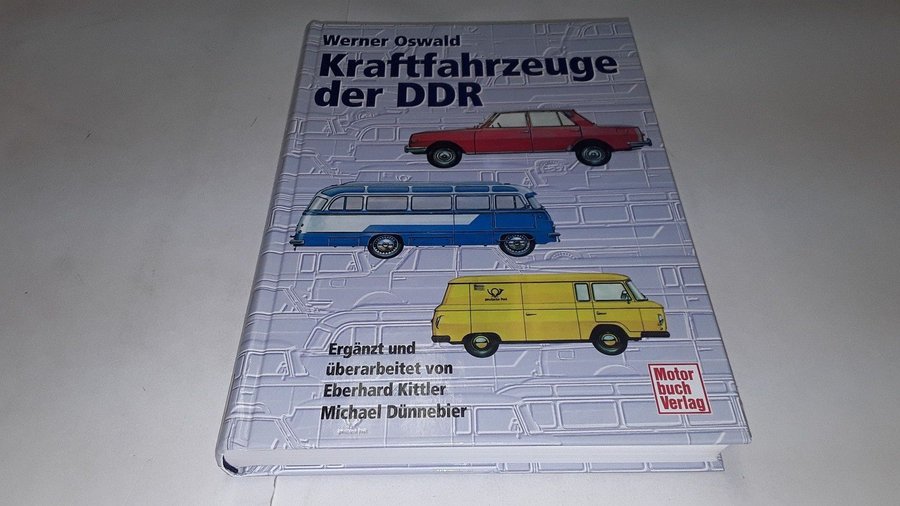 Werner Oswald
Kraftfahrzeuge
der DDR
Ergänzt und
überarbeitet von
Eberhard Kittler
Michael Dünnebier
Motor
buch
Verlag